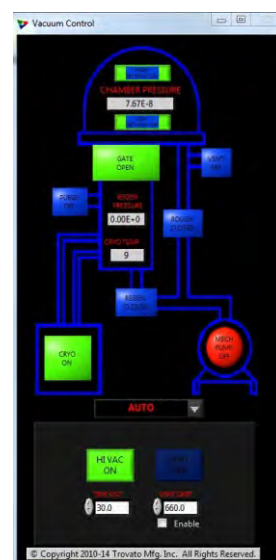 Vacuum Control
CHAMBER PRESSURE
7.67E-8
GATE
OPEN
PURGE
OFF
VENT
OFF
REGEN
PRESSURE
0.00E+0
ROUGH
CLOSED
CRYO TEMP
9
REGEN
CLOSED
CRYO
ON
MECH
PUMP
OFF
AUTO
HI VAC
ON
30.0
660.0
Enable
© Copyright 2010-14 Trovato Mfg. Inc. All Rights Reserved.